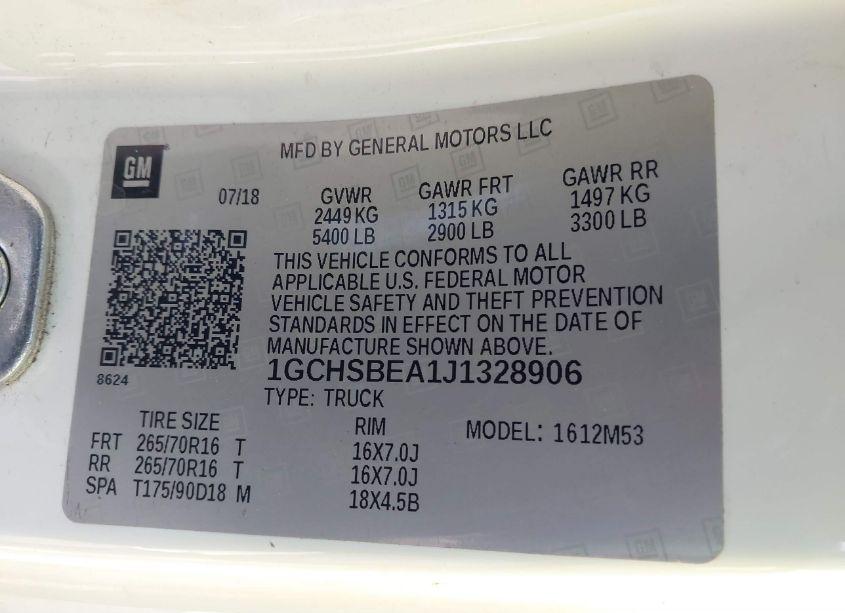 GM
MFD BY GENERAL MOTORS LLC
07/18
GVWR GAWR FRT GAWR RR
2449 KG 1315 KG 1497 KG
5400 LB 2900 LB 3300 LB
THIS VEHICLE CONFORMS TO ALL
APPLICABLE U.S. FEDERAL MOTOR
VEHICLE SAFETY AND THEFT PREVENTION
STANDARDS IN EFFECT ON THE DATE OF
MANUFACTURE SHOWN ABOVE.
8624
1GCHSBEA1J1328906
TYPE: TRUCK
TIRE SIZE RIM MODEL: 1612M53
FRT 265/70R16 T 16X7.0J
RR 265/70R16 T 16X7.0J
SPA T175/90D18 M 18X4.5B